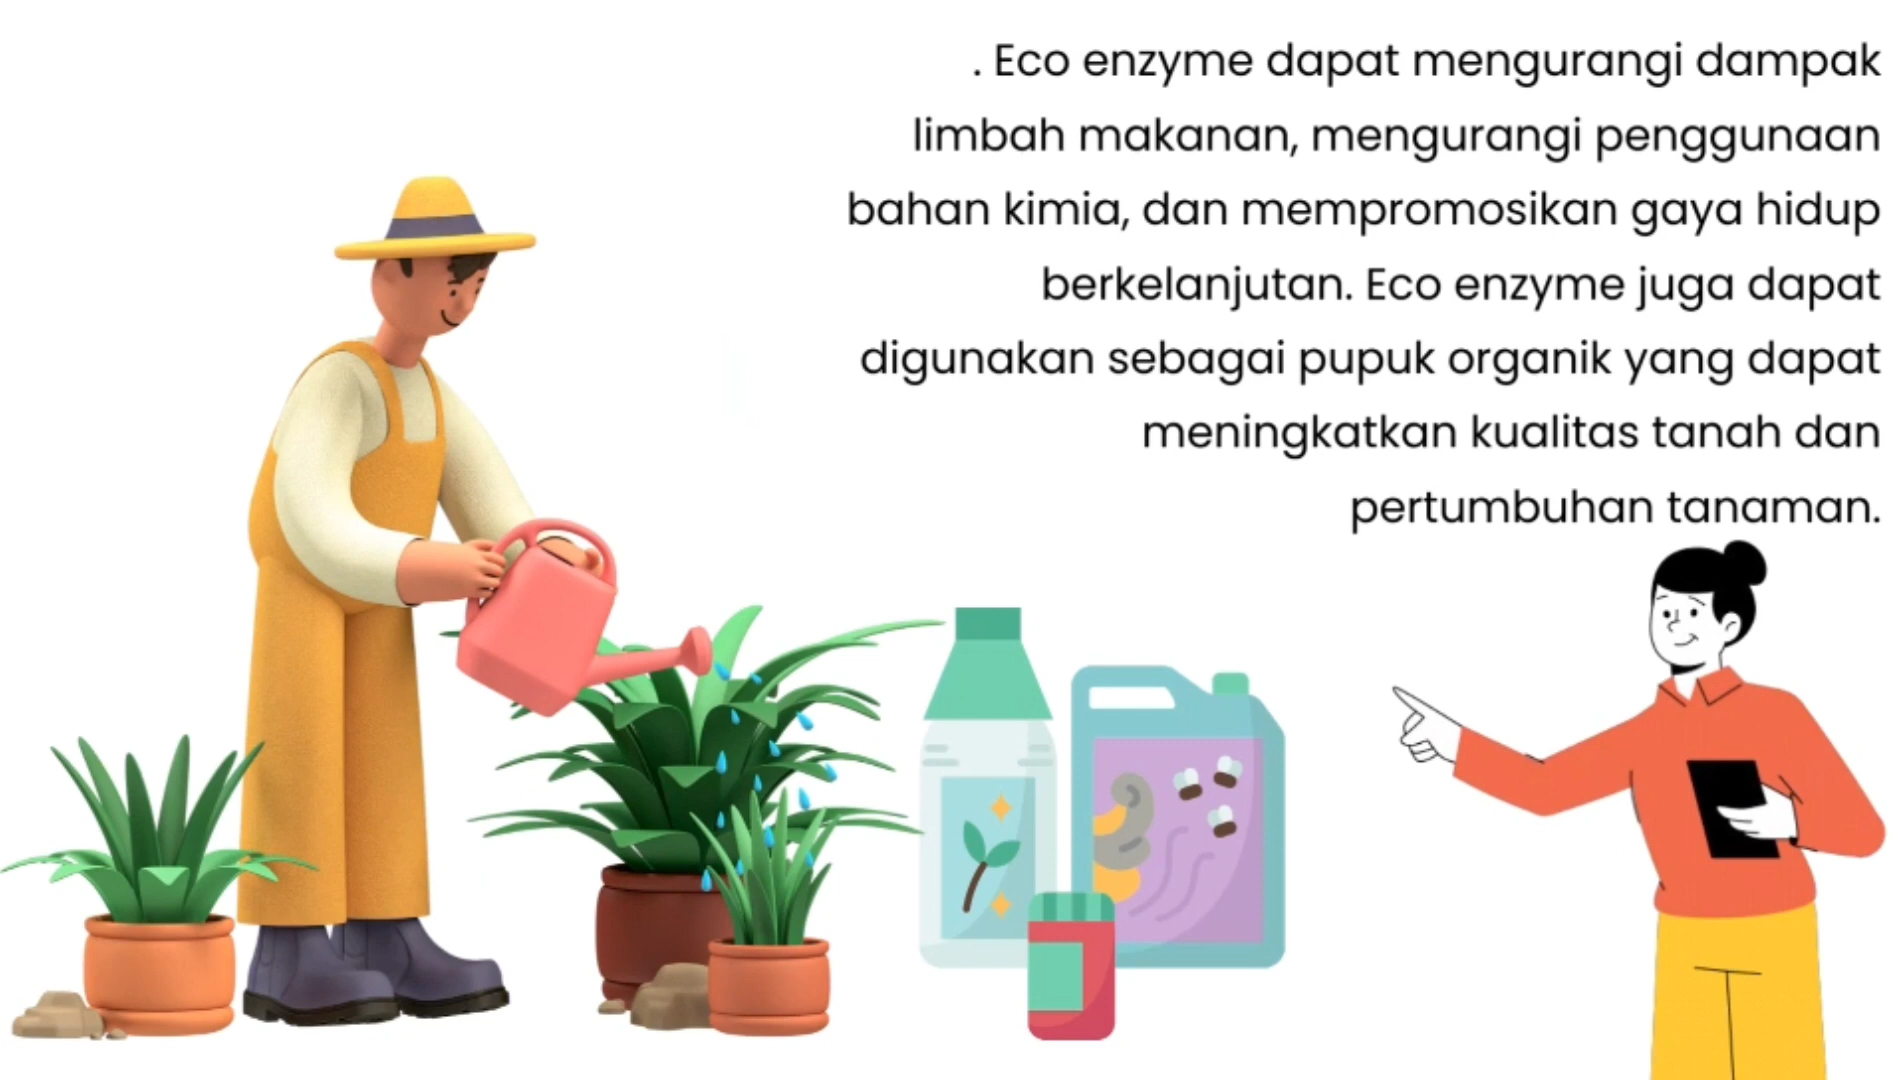 . Eco enzyme dapat mengurangi dampak
limbah makanan, mengurangi penggunaan
bahan kimia, dan mempromosikan gaya hidup
berkelanjutan. Eco enzyme juga dapat
digunakan sebagai pupuk organik yang dapat
meningkatkan kualitas tanah dan
pertumbuhan tanaman.